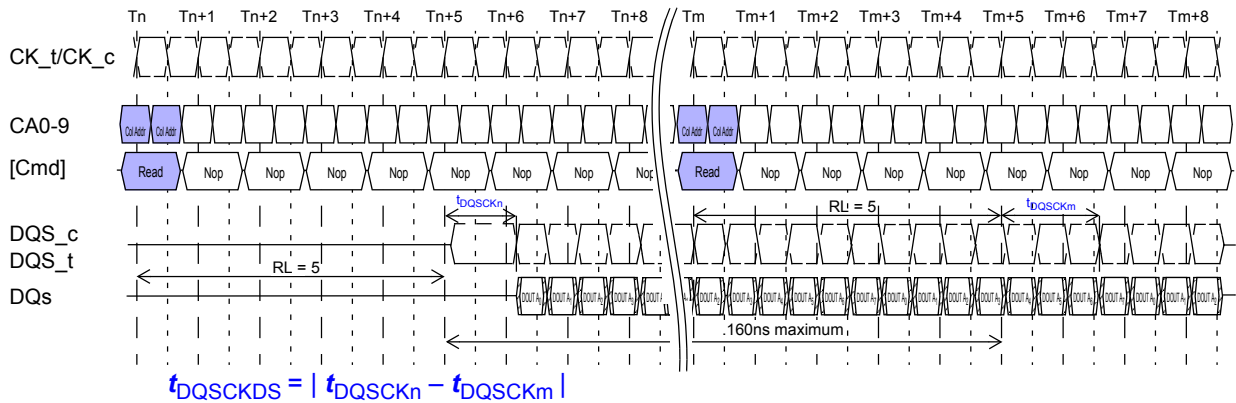 Tn Tn+1 Tn+2 Tn+3 Tn+4 Tn+5 Tn+6 Tn+7 Tn+8 Tm Tm+1 Tm+2 Tm+3 Tm+4 Tm+5 Tm+6 Tm+7 Tm+8
CK_t/CK_c
CA0-9 Col Addr Col Addr Col Addr Col Addr
[Cmd] Read Nop Nop Nop Nop Nop Nop Nop Nop Read Nop Nop Nop Nop Nop Nop Nop Nop
tDQSCKn RL = 5 tDQSCKm
DQS_c
DQS_t
RL = 5
DQs
.160ns maximum
tDQSCKDS = | tDQSCKn – tDQSCKm |